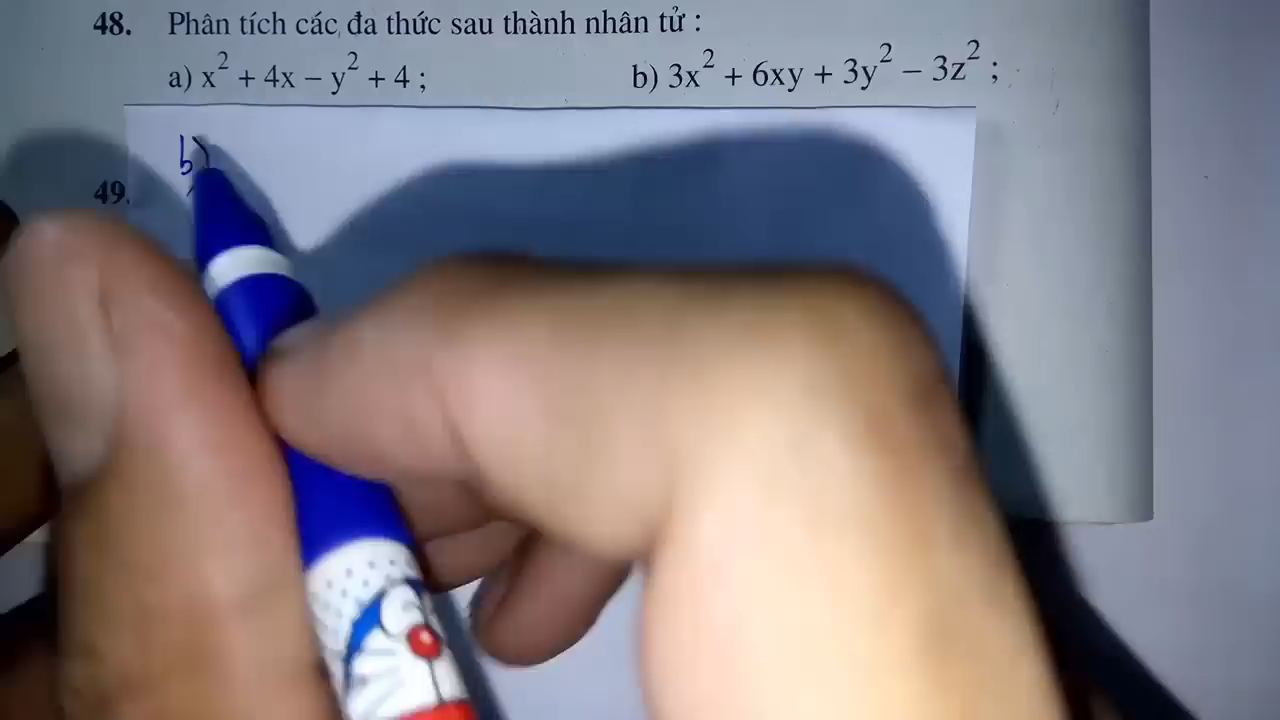 48. Phân tích các đa thức sau thành nhân tử :
a) x² + 4x – y² + 4 ; b) 3x² + 6xy + 3y² – 3z² ;
b)
49.